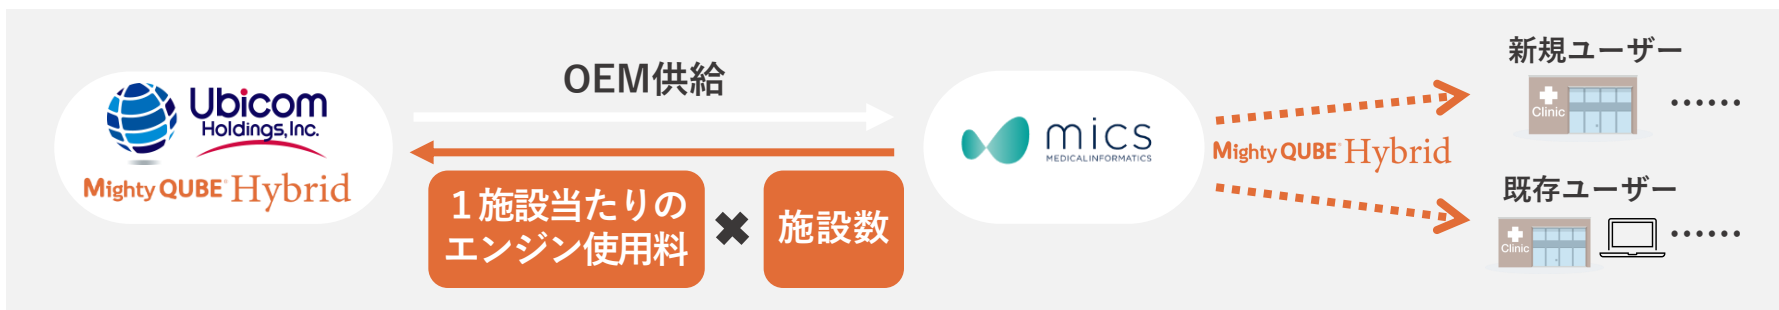 Ubicom
Holdings, Inc.
Mighty QUBE® Hybrid
OEM供給
１施設当たりの
エンジン使用料
✖
施設数
mics
MEDICAL INFORMATICS
Mighty QUBE® Hybrid
新規ユーザー
Clinic
……
既存ユーザー
Clinic
……